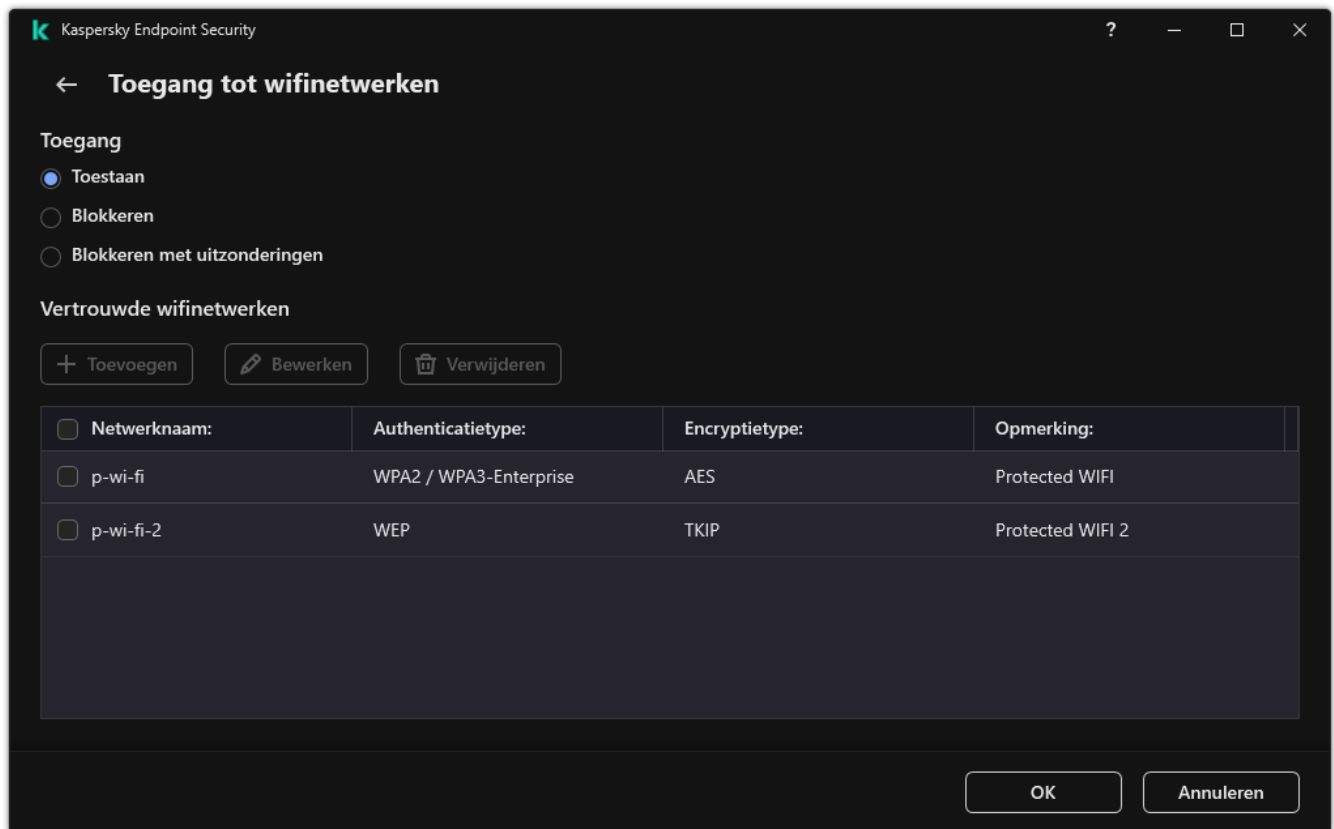 Kaspersky Endpoint Security ?
Toegang tot wifinetwerken
Toegang
Toestaan
Blokkeren
Blokkeren met uitzonderingen
Vertrouwde wifinetwerken
Toevoegen Bewerken Verwijderen
Netwerknaam: Authenticatietype: Encryptietype: Opmerking:
p-wi-fi WPA2 / WPA3-Enterprise AES Protected WIFI
p-wi-fi-2 WEP TKIP Protected WIFI 2
OK Annuleren